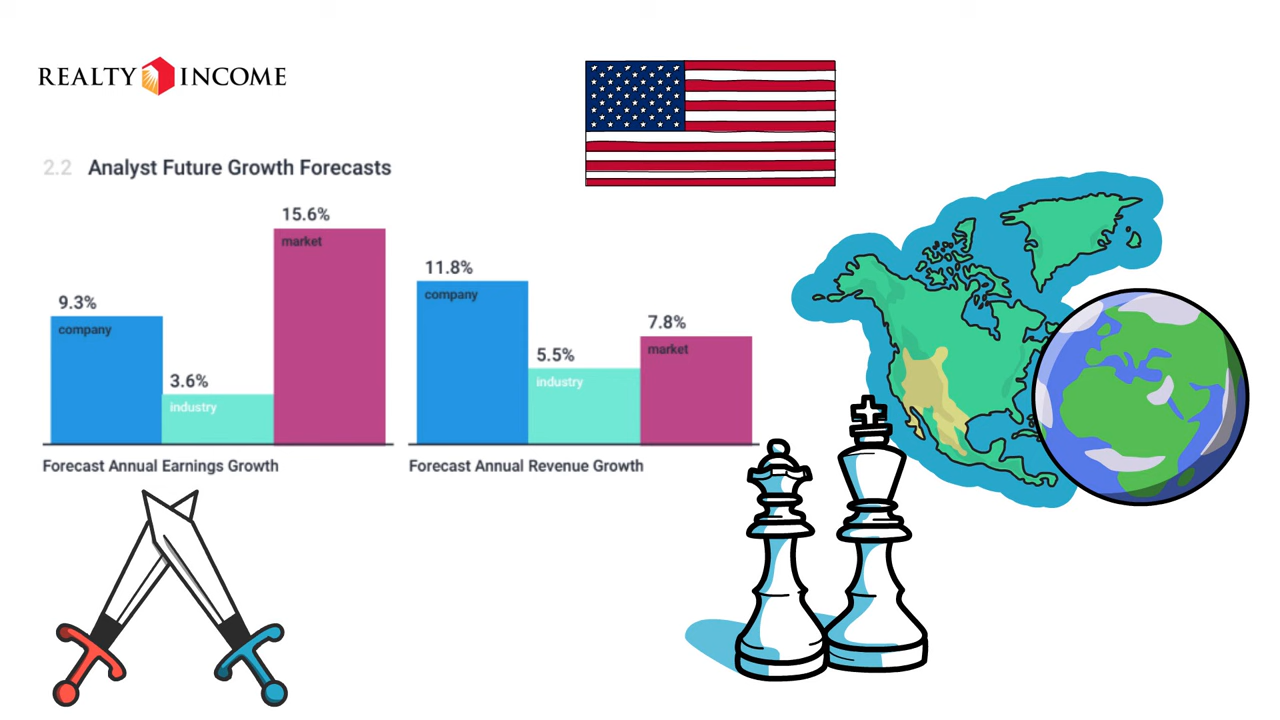 REALTY INCOME
2.2 Analyst Future Growth Forecasts
15.6%
market
9.3%
company
3.6%
industry
Forecast Annual Earnings Growth
11.8%
company
7.8%
market
5.5%
industry
Forecast Annual Revenue Growth